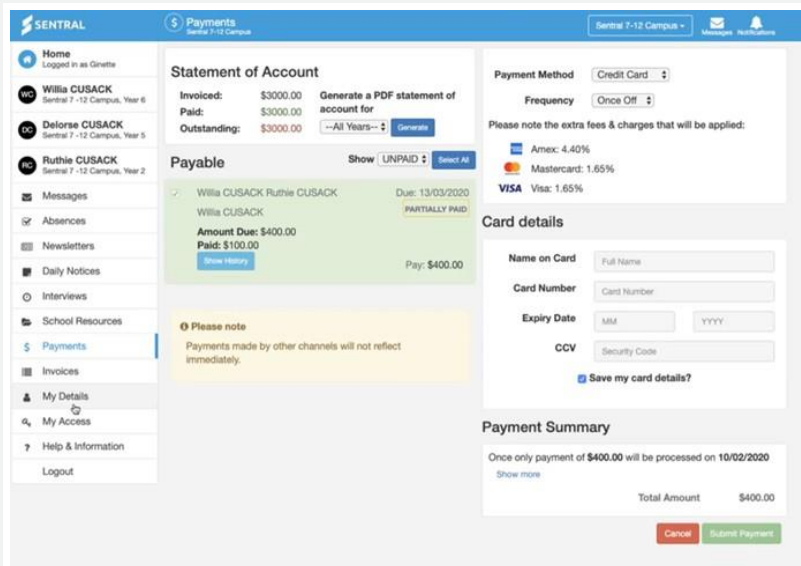 SENTRAL
$ Payments
Sentral 7-12 Campus
Sentral 7-12 Campus
Messages
Notifications
Home
Logged in as Ginette
WC Willia CUSACK
Sentral 7 -12 Campus, Year 6
DC Delorse CUSACK
Sentral 7 -12 Campus, Year 5
RC Ruthie CUSACK
Sentral 7 -12 Campus, Year 2
Messages
Absences
Newsletters
Daily Notices
Interviews
School Resources
$ Payments
Invoices
My Details
My Access
? Help & Information
Logout
Statement of Account
Invoiced: $3000.00
Paid: $3000.00
Outstanding: $3000.00
Generate a PDF statement of
account for
--All Years-- Generate
Payable
Show UNPAID Select All
Willia CUSACK Ruthie CUSACK Due: 13/03/2020
Willia CUSACK PARTIALLY PAID
Amount Due: $400.00
Paid: $100.00
Show History
Pay: $400.00
Please note
Payments made by other channels will not reflect
immediately.
Payment Method Credit Card
Frequency Once Off
Please note the extra fees & charges that will be applied:
Amex: 4.40%
Mastercard: 1.65%
VISA Visa: 1.65%
Card details
Name on Card Full Name
Card Number Card Number
Expiry Date MM YYYY
CCV Security Code
Save my card details?
Payment Summary
Once only payment of $400.00 will be processed on 10/02/2020
Show more
Total Amount $400.00
Cancel Submit Payment